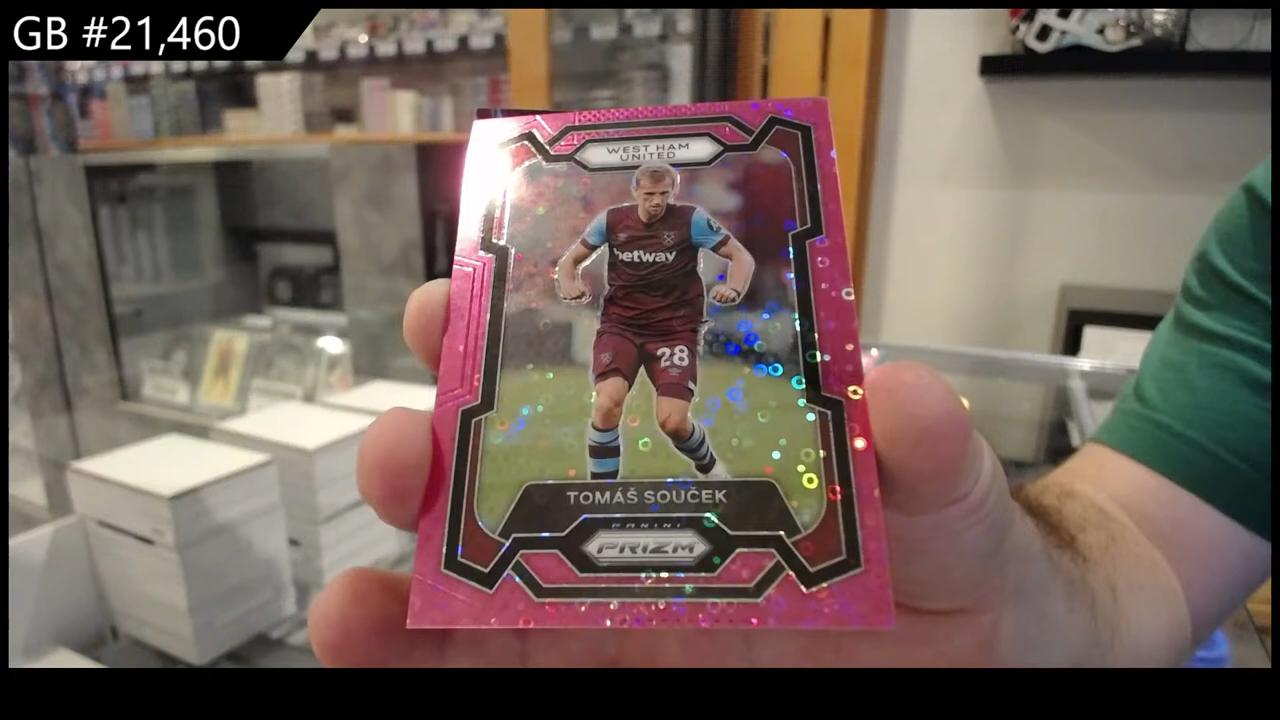 GB #21,460
WEST HAM
UNITED
betway
28
TOMÁŠ SOUČEK
PANINI
PRIZM